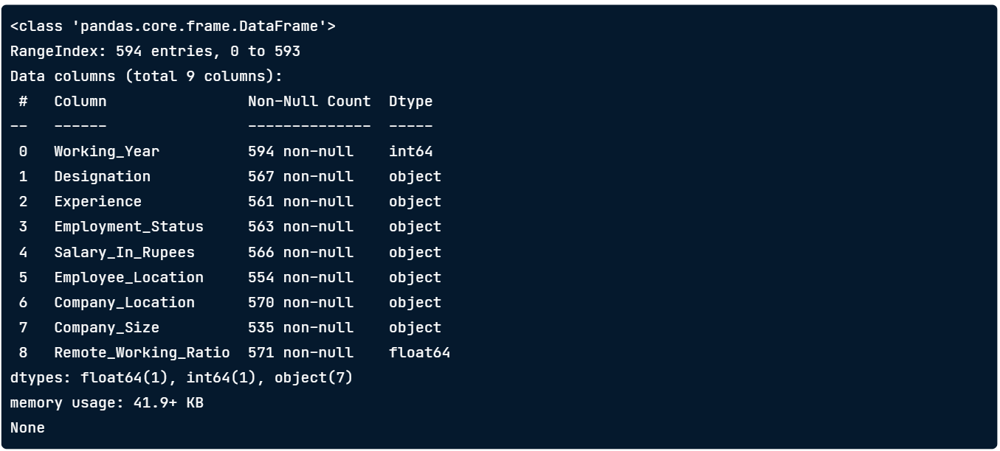 <class 'pandas.core.frame.DataFrame'>
RangeIndex: 594 entries, 0 to 593
Data columns (total 9 columns):
 #   Column                Non-Null Count  Dtype
--   ------                --------------  -----
 0   Working_Year          594 non-null    int64
 1   Designation           567 non-null    object
 2   Experience            561 non-null    object
 3   Employment_Status     563 non-null    object
 4   Salary_In_Rupees      566 non-null    object
 5   Employee_Location     554 non-null    object
 6   Company_Location      570 non-null    object
 7   Company_Size          535 non-null    object
 8   Remote_Working_Ratio  571 non-null    float64
dtypes: float64(1), int64(1), object(7)
memory usage: 41.9+ KB
None